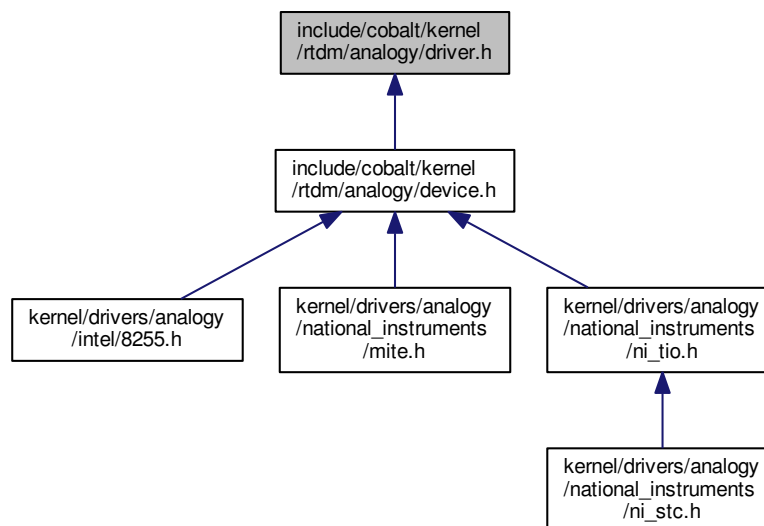 include/cobalt/kernel
/rtdm/analogy/driver.h
include/cobalt/kernel
/rtdm/analogy/device.h
kernel/drivers/analogy
/intel/8255.h
kernel/drivers/analogy
/national_instruments
/mite.h
kernel/drivers/analogy
/national_instruments
/ni_tio.h
kernel/drivers/analogy
/national_instruments
/ni_stc.h